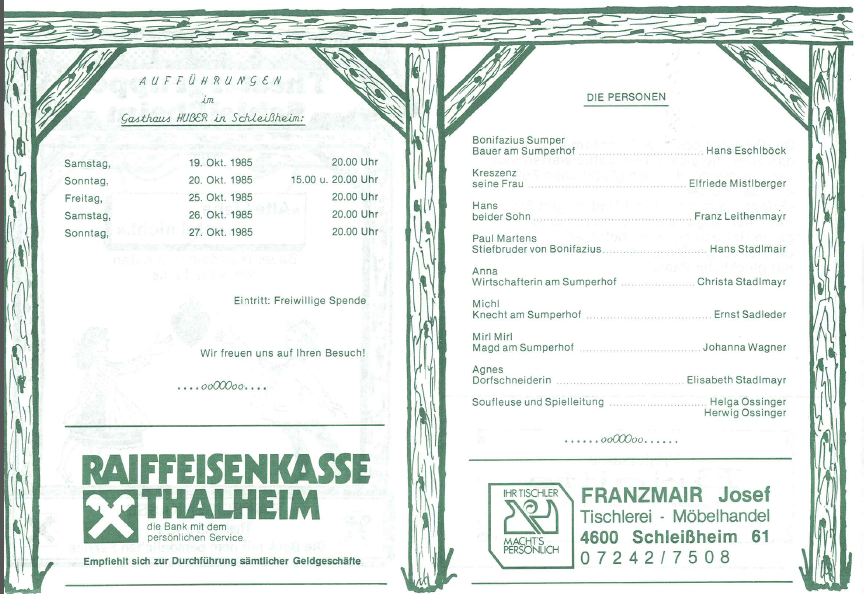 AUFFÜHRUNGEN
im
Gasthaus HUBER in Schleißheim:
Samstag, 19. Okt. 1985 20.00 Uhr
Sonntag, 20. Okt. 1985 15.00 u. 20.00 Uhr
Freitag, 25. Okt. 1985 20.00 Uhr
Samstag, 26. Okt. 1985 20.00 Uhr
Sonntag, 27. Okt. 1985 20.00 Uhr
Eintritt: Freiwillige Spende
Wir freuen uns auf Ihren Besuch!
....ooOOOoo....
RAIFFEISENKASSE
THALHEIM
die Bank mit dem
persönlichen Service
Empfiehlt sich zur Durchführung sämtlicher Geldgeschäfte
DIE PERSONEN
Bonifazius Sumper
Bauer am Sumperhof ........ Hans Eschlböck
Kreszenz
seine Frau ........ Elfriede Mistlberger
Hans
beider Sohn ........ Franz Leithenmayr
Paul Martens
Stiefbruder von Bonifazius ........ Hans Stadlmair
Anna
Wirtschafterin am Sumperhof ........ Christa Stadlmayr
Michl
Knecht am Sumperhof ........ Ernst Sadleder
Mirl Mirl
Magd am Sumperhof ........ Johanna Wagner
Agnes
Dorfschneiderin ........ Elisabeth Stadlmayr
Soufleuse und Spielleitung ........ Helga Ossinger
Herwig Ossinger
......ooOOOoo......
IHR TISCHLER
MACHT'S
PERSÖNLICH
FRANZMAIR Josef
Tischlerei - Möbelhandel
4600 Schleißheim 61
07242/7508